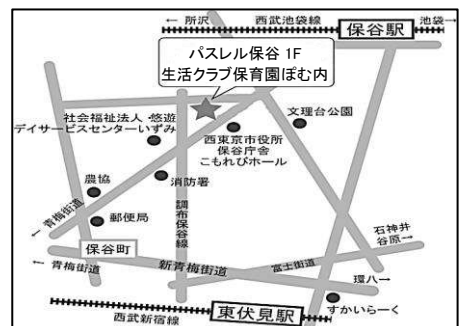 ← 所沢　西武池袋線　池袋→
保谷駅
パスレル保谷 1F
生活クラブ保育園ぽむ内
社会福祉法人・悠遊
デイサービスセンターいずみ
文理台公園
西東京市役所
保谷庁舎
こもれびホール
農協
消防署
調布保谷線
← 青梅街道
郵便局
保谷町
← 青梅街道
新青梅街道
富士街道
石神井
谷原→
環八→
東伏見駅
すかいらーく
西武新宿線